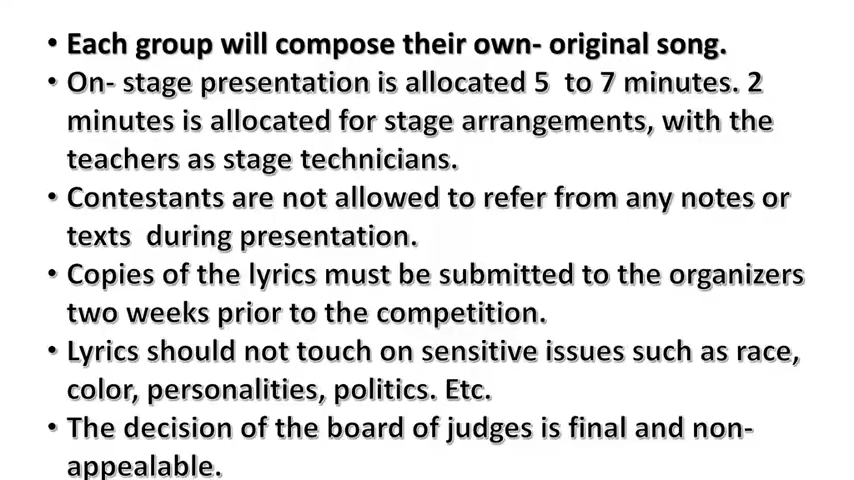 • Each group will compose their own- original song.
• On- stage presentation is allocated 5  to 7 minutes. 2
minutes is allocated for stage arrangements, with the
teachers as stage technicians.
• Contestants are not allowed to refer from any notes or
texts  during presentation.
• Copies of the lyrics must be submitted to the organizers
two weeks prior to the competition.
• Lyrics should not touch on sensitive issues such as race,
color, personalities, politics. Etc.
• The decision of the board of judges is final and non-
appealable.